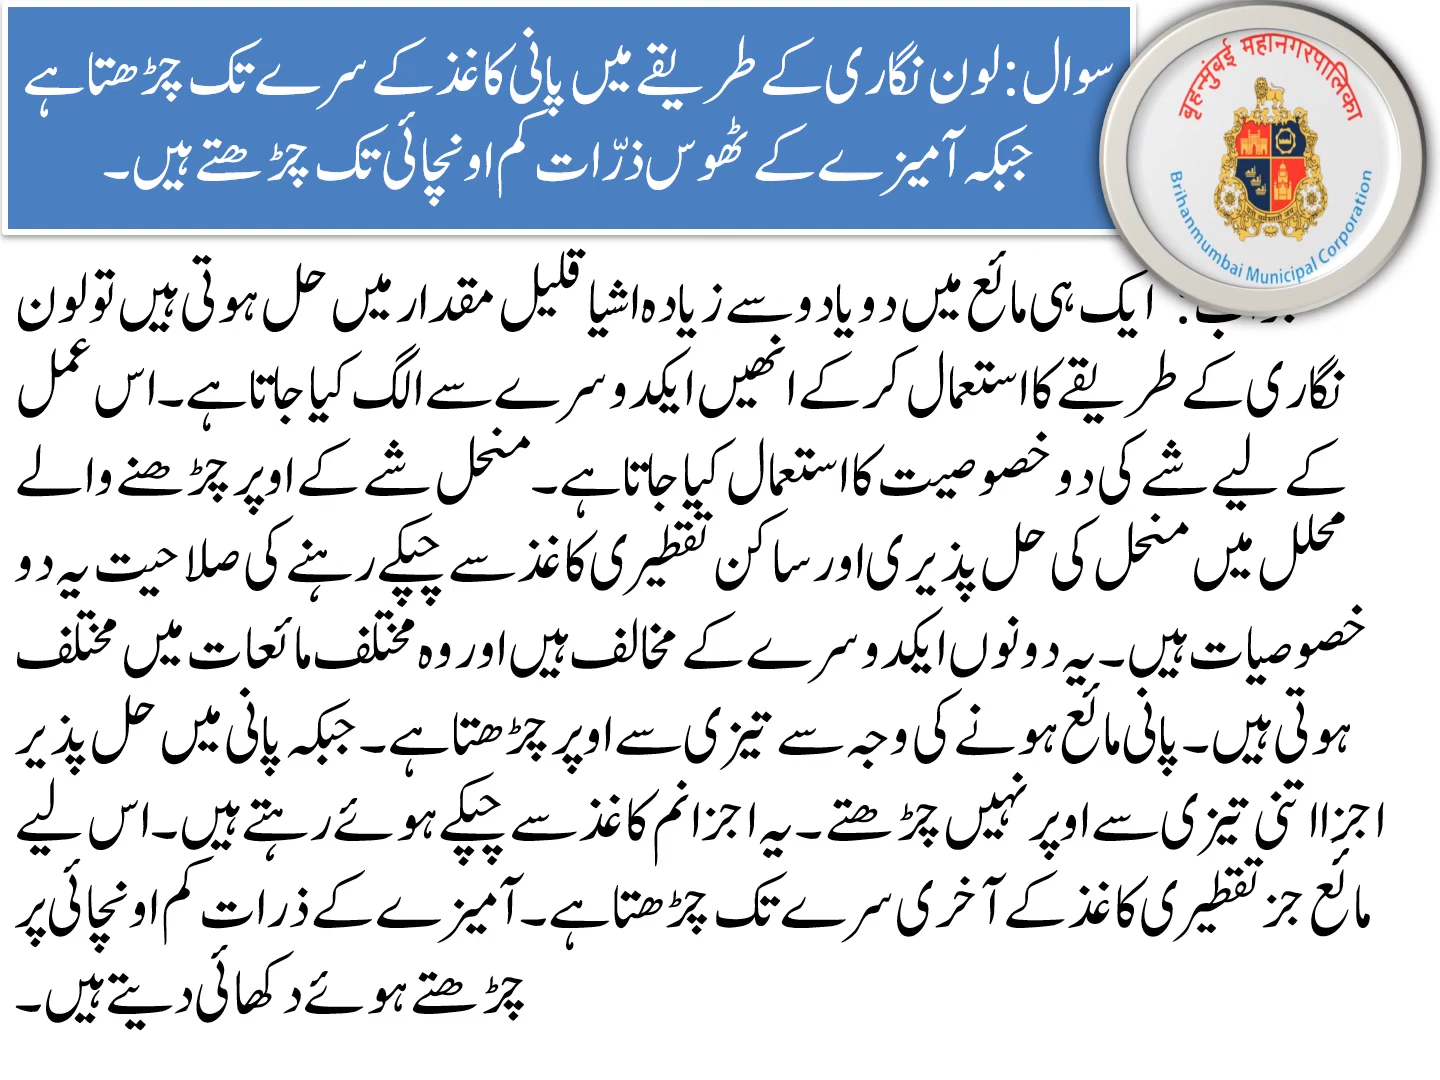 سوال: لون نگاری کے طریقے میں پانی کاغذ کے سرے تک چڑھتا ہے
جبکہ آمیزے کے ٹھوس ذرّات کم اونچائی تک چڑھتے ہیں۔
बृहन्मुंबई महानगरपालिका
Brihanmumbai Municipal Corporation
ایک ہی مائع میں دو یا دو سے زیادہ اشیا قلیل مقدار میں حل ہوتی ہیں تو لون
نگاری کے طریقے کا استعمال کر کے انھیں ایکدوسرے سے الگ کیا جاتا ہے۔ اس عمل
کے لیے شے کی دو خصوصیت کا استعمال کیا جاتا ہے۔ منحل شے کے اوپر چڑھنے والے
محلل میں منحل کی حل پذیری اور ساکن تقطیری کاغذ سے چپکے رہنے کی صلاحیت یہ دو
خصوصیات ہیں۔ یہ دونوں ایکدوسرے کے مخالف ہیں اور وہ مختلف مائعات میں مختلف
ہوتی ہیں۔ پانی مائع ہونے کی وجہ سے تیزی سے اوپر چڑھتا ہے۔ جبکہ پانی میں حل پذیر
اجزا اتنی تیزی سے اوپر نہیں چڑھتے۔ یہ اجزا نم کاغذ سے چپکے ہوئے رہتے ہیں۔ اس لیے
مائع جز تقطیری کاغذ کے آخری سرے تک چڑھتا ہے۔ آمیزے کے ذرات کم اونچائی پر
چڑھتے ہوئے دکھائی دیتے ہیں۔